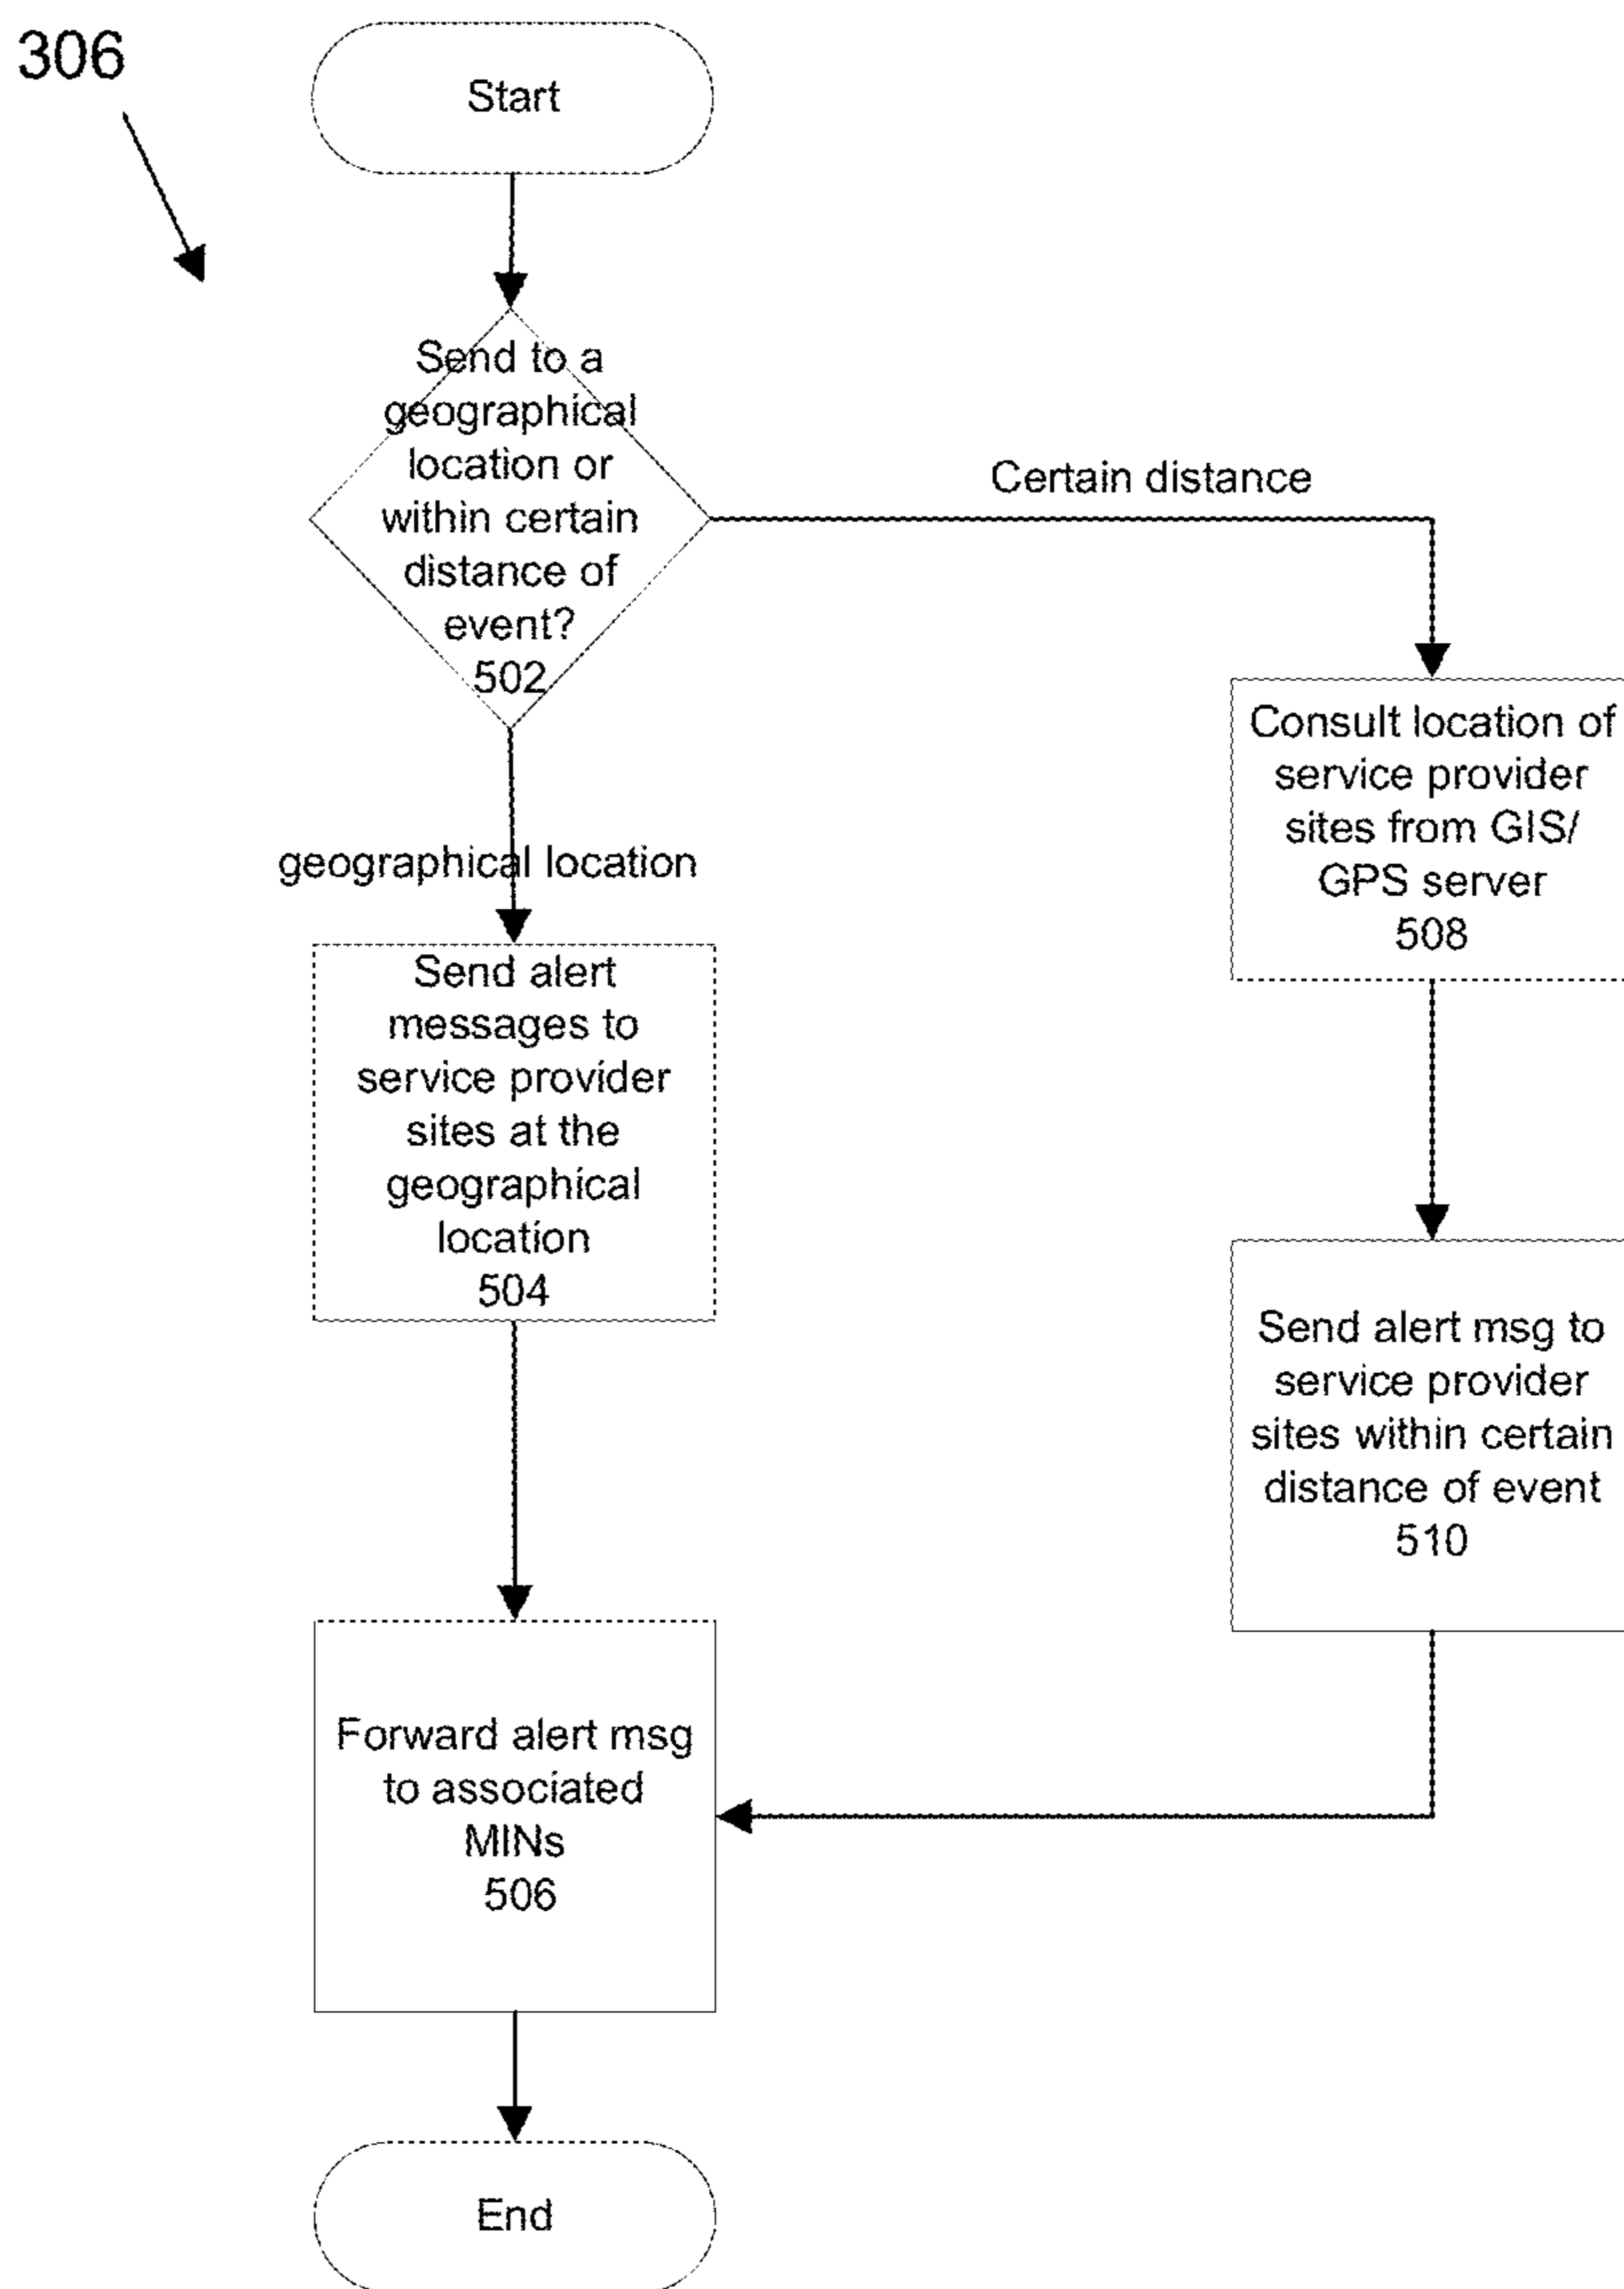 306
Start
Send to a
geographical
location or
within certain
distance of
event?
502
Certain distance
geographical location
Consult location of
service provider
sites from GIS/
GPS server
508
Send alert
messages to
service provider
sites at the
geographical
location
504
Send alert msg to
service provider
sites within certain
distance of event
510
Forward alert msg
to associated
MINs
506
End